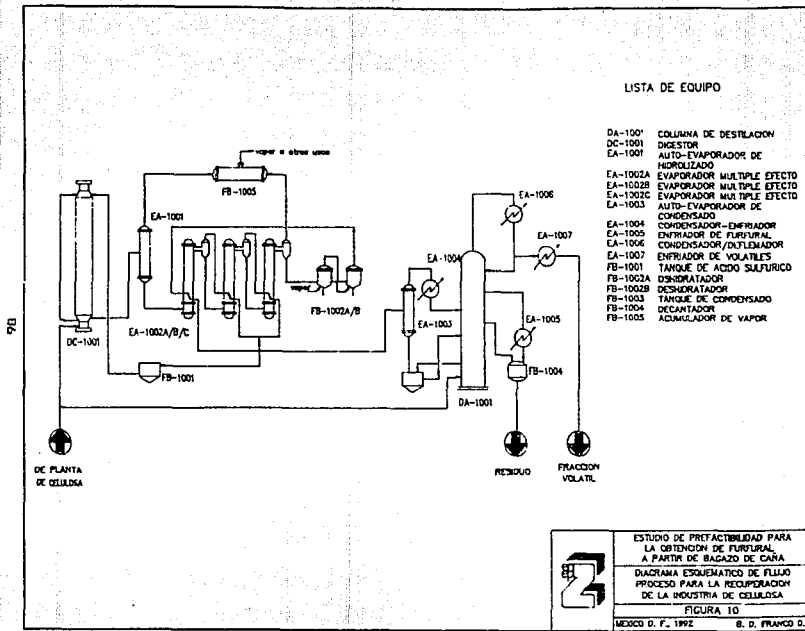 LISTA DE EQUIPO
DA-1001 COLUMNA DE DESTILACION
DC-1001 DIGESTOR
EA-1001 AUTO-EVAPORADOR DE
HIDROLIZADO
EA-1002A EVAPORADOR MULTIPLE EFECTO
EA-1002B EVAPORADOR MULTIPLE EFECTO
EA-1002C EVAPORADOR MULTIPLE EFECTO
EA-1003 AUTO-EVAPORADOR DE
CONDENSADO
EA-1004 CONDENSADOR-ENFRIADOR
EA-1005 ENFRIADOR DE FURFURAL
EA-1006 CONDENSADOR/DEFLEMADOR
EA-1007 ENFRIADOR DE VOLATILES
FB-1001 TANQUE DE ACIDO SULFURICO
FB-1002A DSHIDRATADOR
FB-1002B DESHIDRATADOR
FB-1003 TANQUE DE CONDENSADO
FB-1004 DECANTADOR
FB-1005 ACUMULADOR DE VAPOR
vapor a otros usos
FB-1005
EA-1001
EA-1006
EA-1007
EA-1004
vapor
FB-1002A/B
EA-1003
EA-1005
DC-1001
EA-1002A/B/C
FB-1001
FB-1004
DA-1001
DE PLANTA
DE CELULOSA
RESIDUO
FRACCION
VOLATIL
98
ESTUDIO DE PREFACTIBILIDAD PARA
LA OBTENCION DE FURFURAL
A PARTIR DE BAGAZO DE CAÑA
DIAGRAMA ESQUEMATICO DE FLUJO
PROCESO PARA LA RECUPERACION
DE LA INDUSTRIA DE CELULOSA
FIGURA 10
MEXICO D. F., 1992 B. D. FRANCO D.